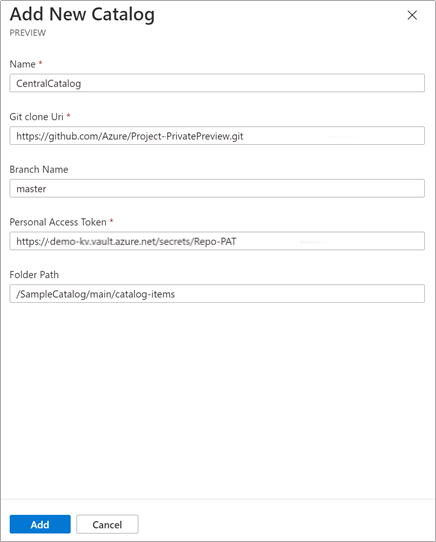 Add New Catalog
PREVIEW
Name *
CentralCatalog
Git clone Uri *
https://github.com/Azure/Project-PrivatePreview.git
Branch Name
master
Personal Access Token *
https://demo-kv.vault.azure.net/secrets/Repo-PAT
Folder Path
/SampleCatalog/main/catalog-items
Add Cancel